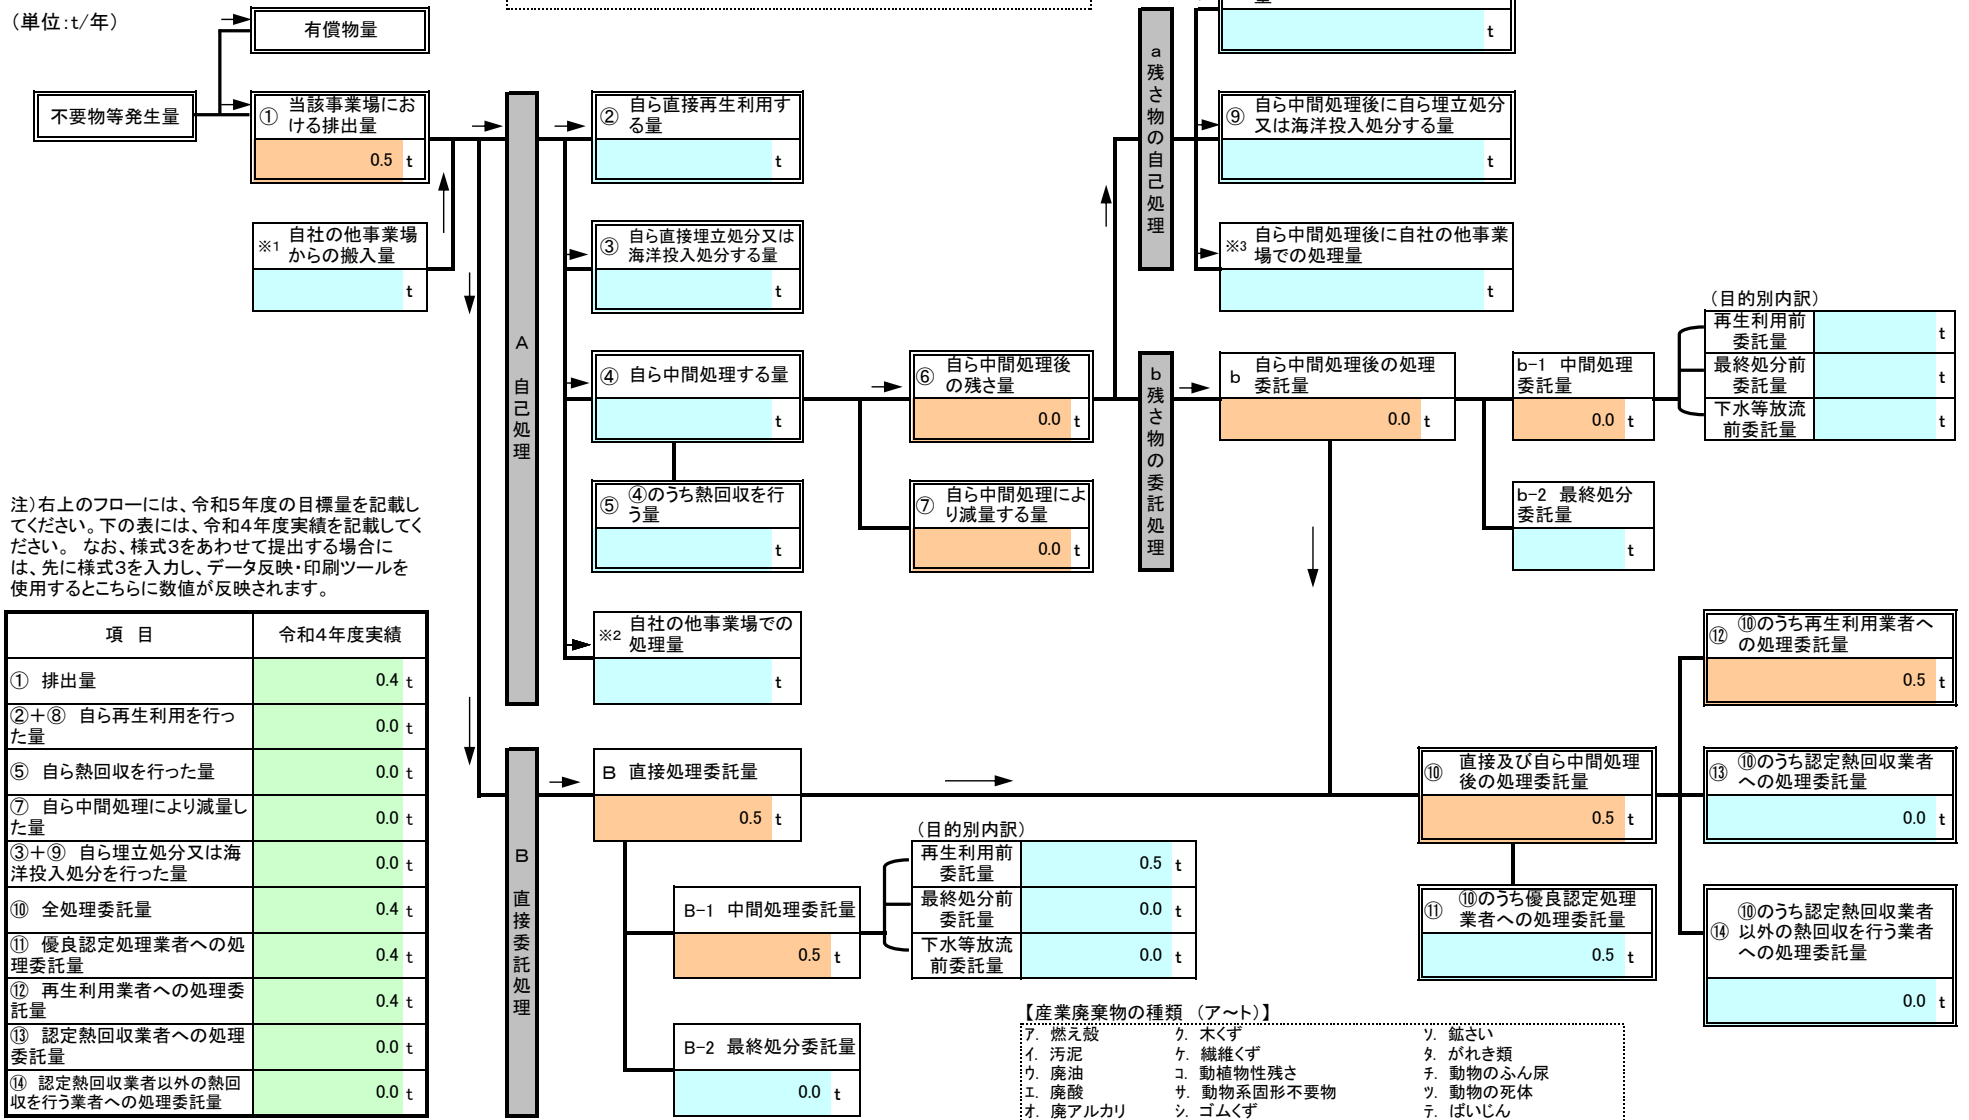 (単位:t/年)
有償物量
不要物等発生量
① 当該事業場にお
ける排出量
0.5 t
※1 自社の他事業場
からの搬入量
t
A 自己処理
② 自ら直接再生利用す
る量
t
③ 自ら直接埋立処分又は
海洋投入処分する量
t
④ 自ら中間処理する量
t
⑤ ④のうち熱回収を行
う量
t
※2 自社の他事業場での
処理量
t
⑥ 自ら中間処理後
の残さ量
0.0 t
⑦ 自ら中間処理によ
り減量する量
0.0 t
a 残さ物の自己処理
t
⑨ 自ら中間処理後に自ら埋立処分
又は海洋投入処分する量
t
※3 自ら中間処理後に自社の他事業
場での処理量
t
b 残さ物の委託処理
b 自ら中間処理後の処理
委託量
0.0 t
b-1 中間処理
委託量
0.0 t
(目的別内訳)
再生利用前
委託量
t
最終処分前
委託量
t
下水等放流
前委託量
t
b-2 最終処分
委託量
t
注)右上のフローには、令和5年度の目標量を記載し
てください。下の表には、令和4年度実績を記載してく
ださい。 なお、様式3をあわせて提出する場合に
は、先に様式3を入力し、データ反映・印刷ツールを
使用するとこちらに数値が反映されます。
項 目 令和4年度実績
① 排出量 0.4 t
②+⑧ 自ら再生利用を行っ
た量 0.0 t
⑤ 自ら熱回収を行った量 0.0 t
⑦ 自ら中間処理により減量し
た量 0.0 t
③+⑨ 自ら埋立処分又は海
洋投入処分を行った量 0.0 t
⑩ 全処理委託量 0.4 t
⑪ 優良認定処理業者への処
理委託量 0.4 t
⑫ 再生利用業者への処理委
託量 0.4 t
⑬ 認定熱回収業者への処理
委託量 0.0 t
⑭ 認定熱回収業者以外の熱回
収を行う業者への処理委託量 0.0 t
B 直接委託処理
B 直接処理委託量
0.5 t
B-1 中間処理委託量
0.5 t
(目的別内訳)
再生利用前
委託量
0.5 t
最終処分前
委託量
0.0 t
下水等放流
前委託量
0.0 t
B-2 最終処分委託量
0.0 t
⑩ 直接及び自ら中間処理
後の処理委託量
0.5 t
⑪ ⑩のうち優良認定処理
業者への処理委託量
0.5 t
⑫ ⑩のうち再生利用業者へ
の処理委託量
0.5 t
⑬ ⑩のうち認定熱回収業者
への処理委託量
0.0 t
⑭ ⑩のうち認定熱回収業者
以外の熱回収を行う業者
への処理委託量
0.0 t
【産業廃棄物の種類 (ア~ト)】
ア. 燃え殻 ク. 木くず ソ. 鉱さい
イ. 汚泥 ケ. 繊維くず タ. がれき類
ウ. 廃油 コ. 動植物性残さ チ. 動物のふん尿
エ. 廃酸 サ. 動物系固形不要物 ツ. 動物の死体
オ. 廃アルカリ シ. ゴムくず テ. ばいじん